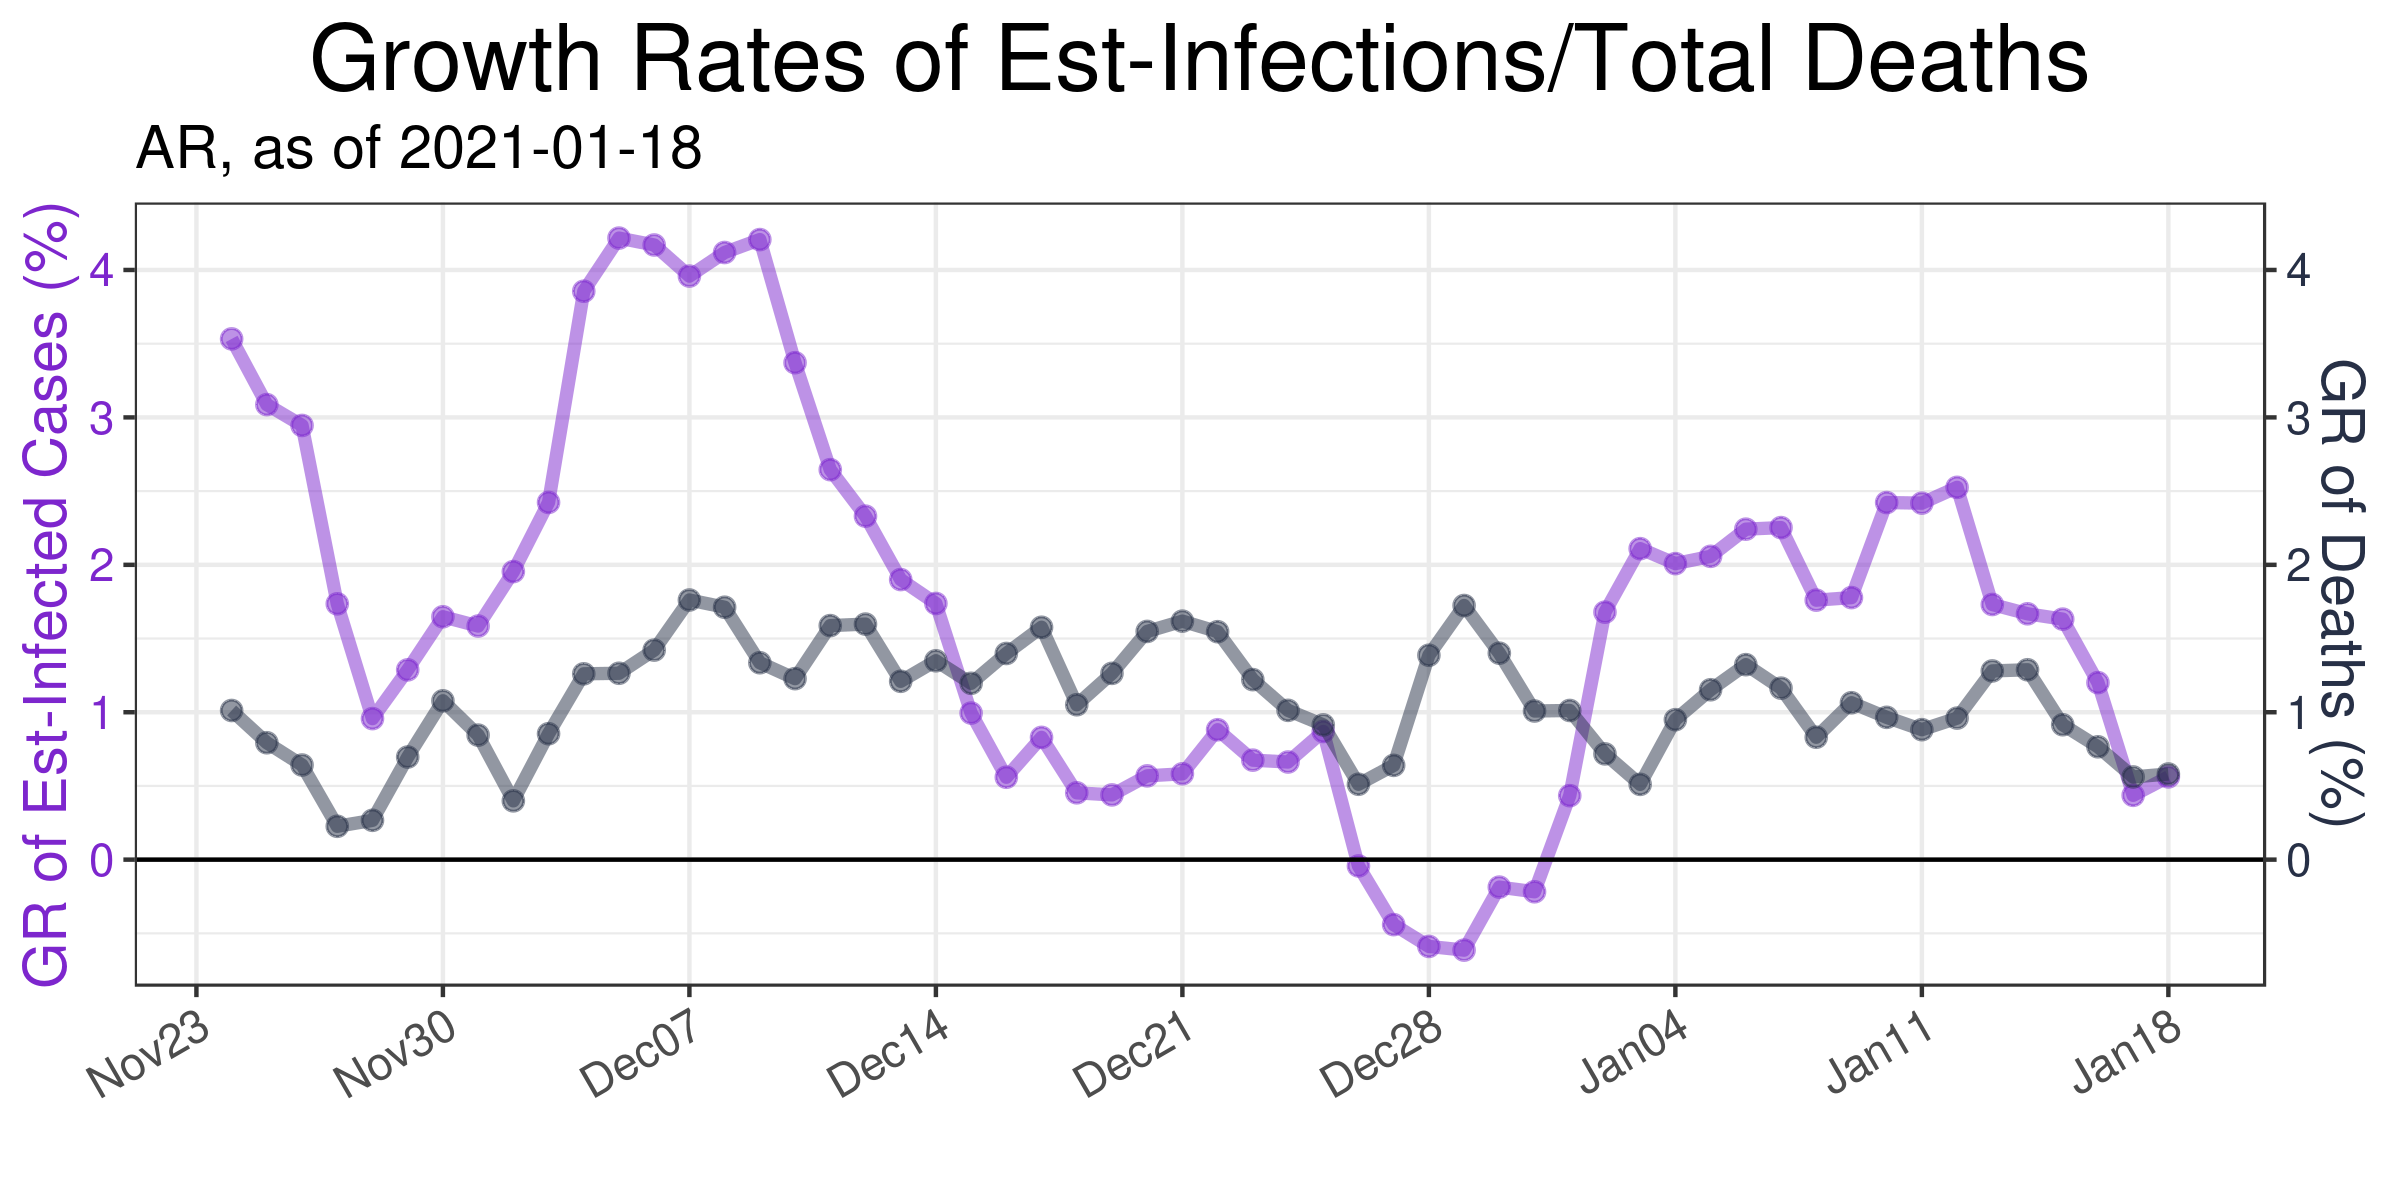 Growth Rates of Est-Infections/Total Deaths
AR, as of 2021-01-18
GR of Est-Infected Cases (%)
4
3
2
1
0
4
3
2
1
0
GR of Deaths (%)
Nov23
Nov30
Dec07
Dec14
Dec21
Dec28
Jan04
Jan11
Jan18